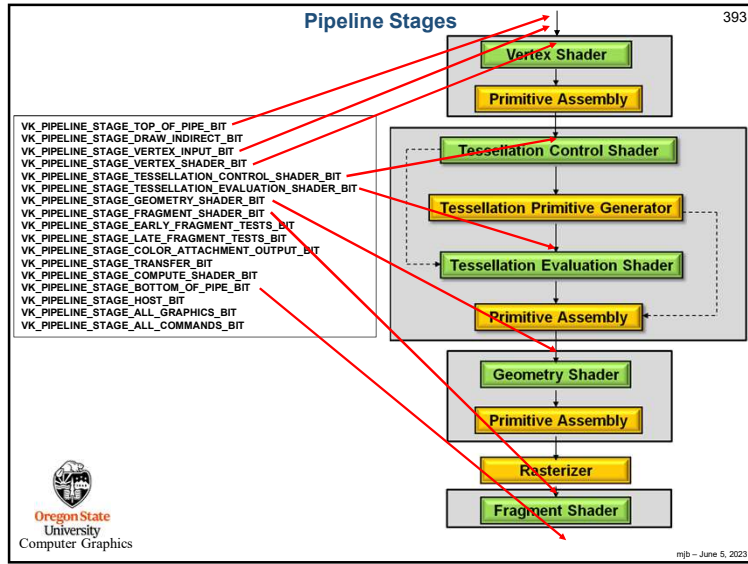 Pipeline Stages
393
VK_PIPELINE_STAGE_TOP_OF_PIPE_BIT
VK_PIPELINE_STAGE_DRAW_INDIRECT_BIT
VK_PIPELINE_STAGE_VERTEX_INPUT_BIT
VK_PIPELINE_STAGE_VERTEX_SHADER_BIT
VK_PIPELINE_STAGE_TESSELLATION_CONTROL_SHADER_BIT
VK_PIPELINE_STAGE_TESSELLATION_EVALUATION_SHADER_BIT
VK_PIPELINE_STAGE_GEOMETRY_SHADER_BIT
VK_PIPELINE_STAGE_FRAGMENT_SHADER_BIT
VK_PIPELINE_STAGE_EARLY_FRAGMENT_TESTS_BIT
VK_PIPELINE_STAGE_LATE_FRAGMENT_TESTS_BIT
VK_PIPELINE_STAGE_COLOR_ATTACHMENT_OUTPUT_BIT
VK_PIPELINE_STAGE_TRANSFER_BIT
VK_PIPELINE_STAGE_COMPUTE_SHADER_BIT
VK_PIPELINE_STAGE_BOTTOM_OF_PIPE_BIT
VK_PIPELINE_STAGE_HOST_BIT
VK_PIPELINE_STAGE_ALL_GRAPHICS_BIT
VK_PIPELINE_STAGE_ALL_COMMANDS_BIT
Vertex Shader
Primitive Assembly
Tessellation Control Shader
Tessellation Primitive Generator
Tessellation Evaluation Shader
Primitive Assembly
Geometry Shader
Primitive Assembly
Rasterizer
Fragment Shader
Oregon State
University
Computer Graphics
mjb – June 5, 2023